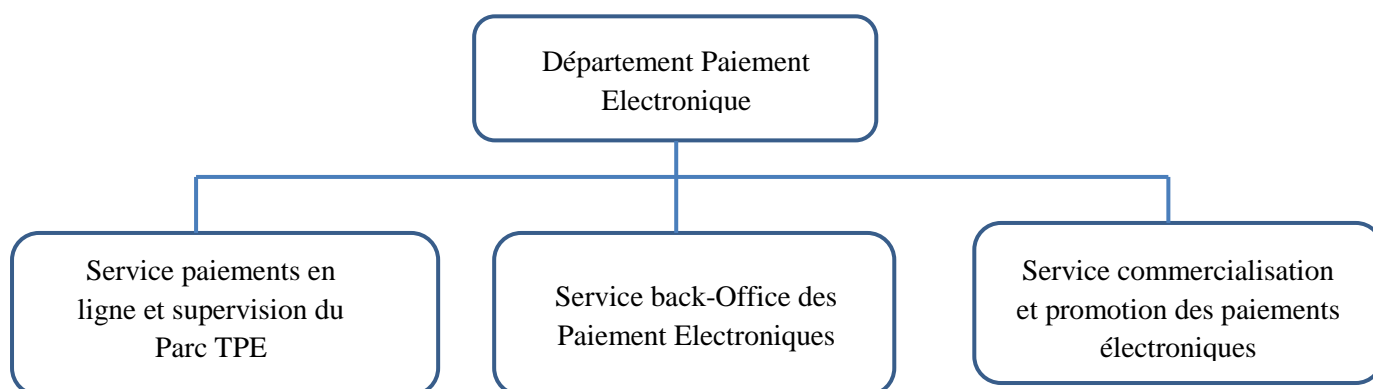 Département Paiement
Electronique
Service paiements en
ligne et supervision du
Parc TPE
Service back-Office des
Paiement Electroniques
Service commercialisation
et promotion des paiements
électroniques